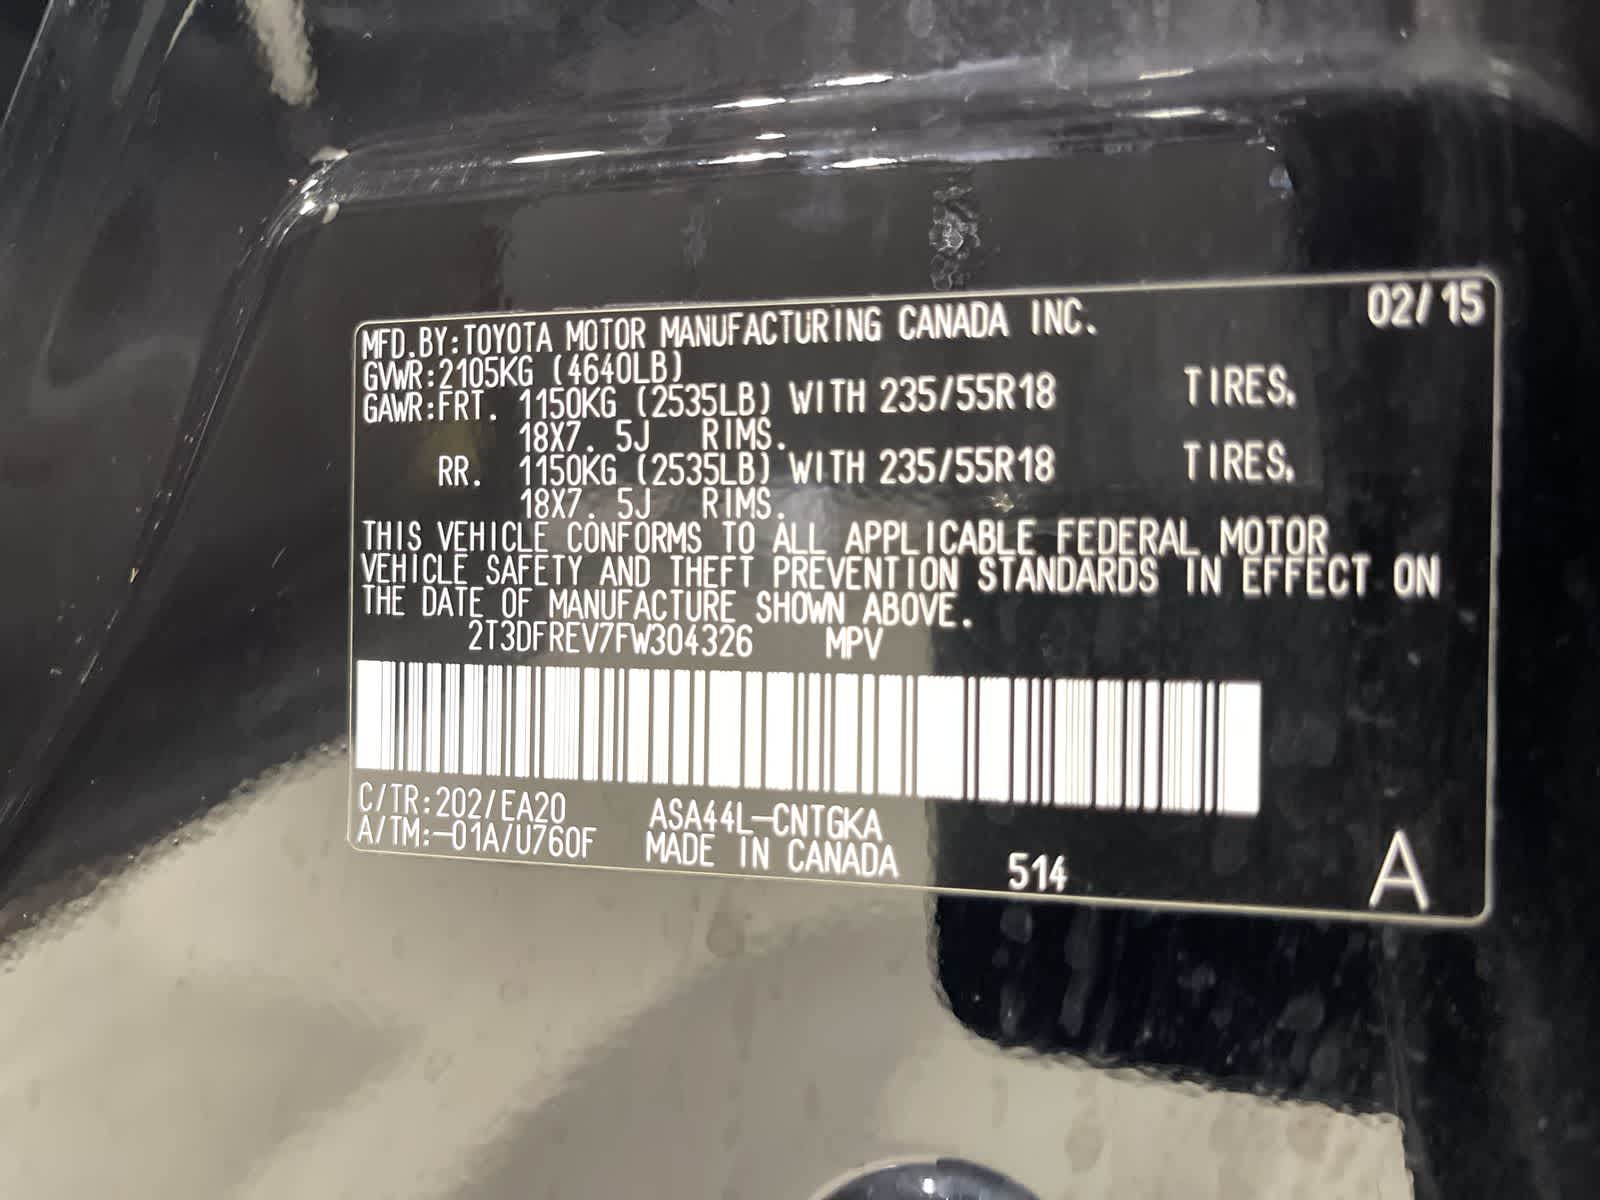 MFD.BY:TOYOTA MOTOR MANUFACTURING CANADA INC. 02/15
GVWR:2105KG (4640LB)
GAWR:FRT. 1150KG (2535LB) WITH 235/55R18 TIRES,
18X7. 5J RIMS.
RR. 1150KG (2535LB) WITH 235/55R18 TIRES,
18X7. 5J RIMS.
THIS VEHICLE CONFORMS TO ALL APPLICABLE FEDERAL MOTOR
VEHICLE SAFETY AND THEFT PREVENTION STANDARDS IN EFFECT ON
THE DATE OF MANUFACTURE SHOWN ABOVE.
2T3DFREV7FW304326 MPV
C/TR:202/EA20 ASA44L-CNTGKA
A/TM:-01A/U760F MADE IN CANADA 514 A